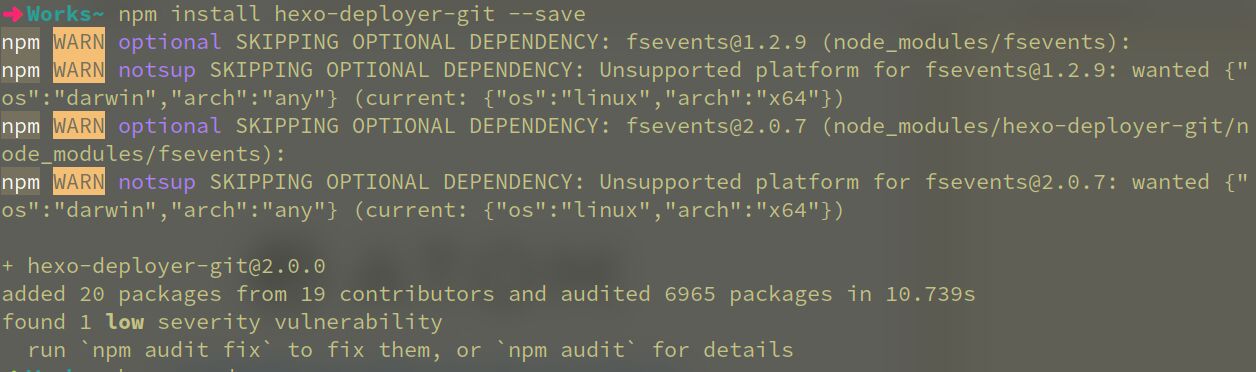 ➜ Works~ npm install hexo-deployer-git --save
npm WARN optional SKIPPING OPTIONAL DEPENDENCY: fsevents@1.2.9 (node_modules/fsevents):
npm WARN notsup SKIPPING OPTIONAL DEPENDENCY: Unsupported platform for fsevents@1.2.9: wanted {"
os":"darwin","arch":"any"} (current: {"os":"linux","arch":"x64"})
npm WARN optional SKIPPING OPTIONAL DEPENDENCY: fsevents@2.0.7 (node_modules/hexo-deployer-git/n
ode_modules/fsevents):
npm WARN notsup SKIPPING OPTIONAL DEPENDENCY: Unsupported platform for fsevents@2.0.7: wanted {"
os":"darwin","arch":"any"} (current: {"os":"linux","arch":"x64"})
+ hexo-deployer-git@2.0.0
added 20 packages from 19 contributors and audited 6965 packages in 10.739s
found 1 low severity vulnerability
run `npm audit fix` to fix them, or `npm audit` for details